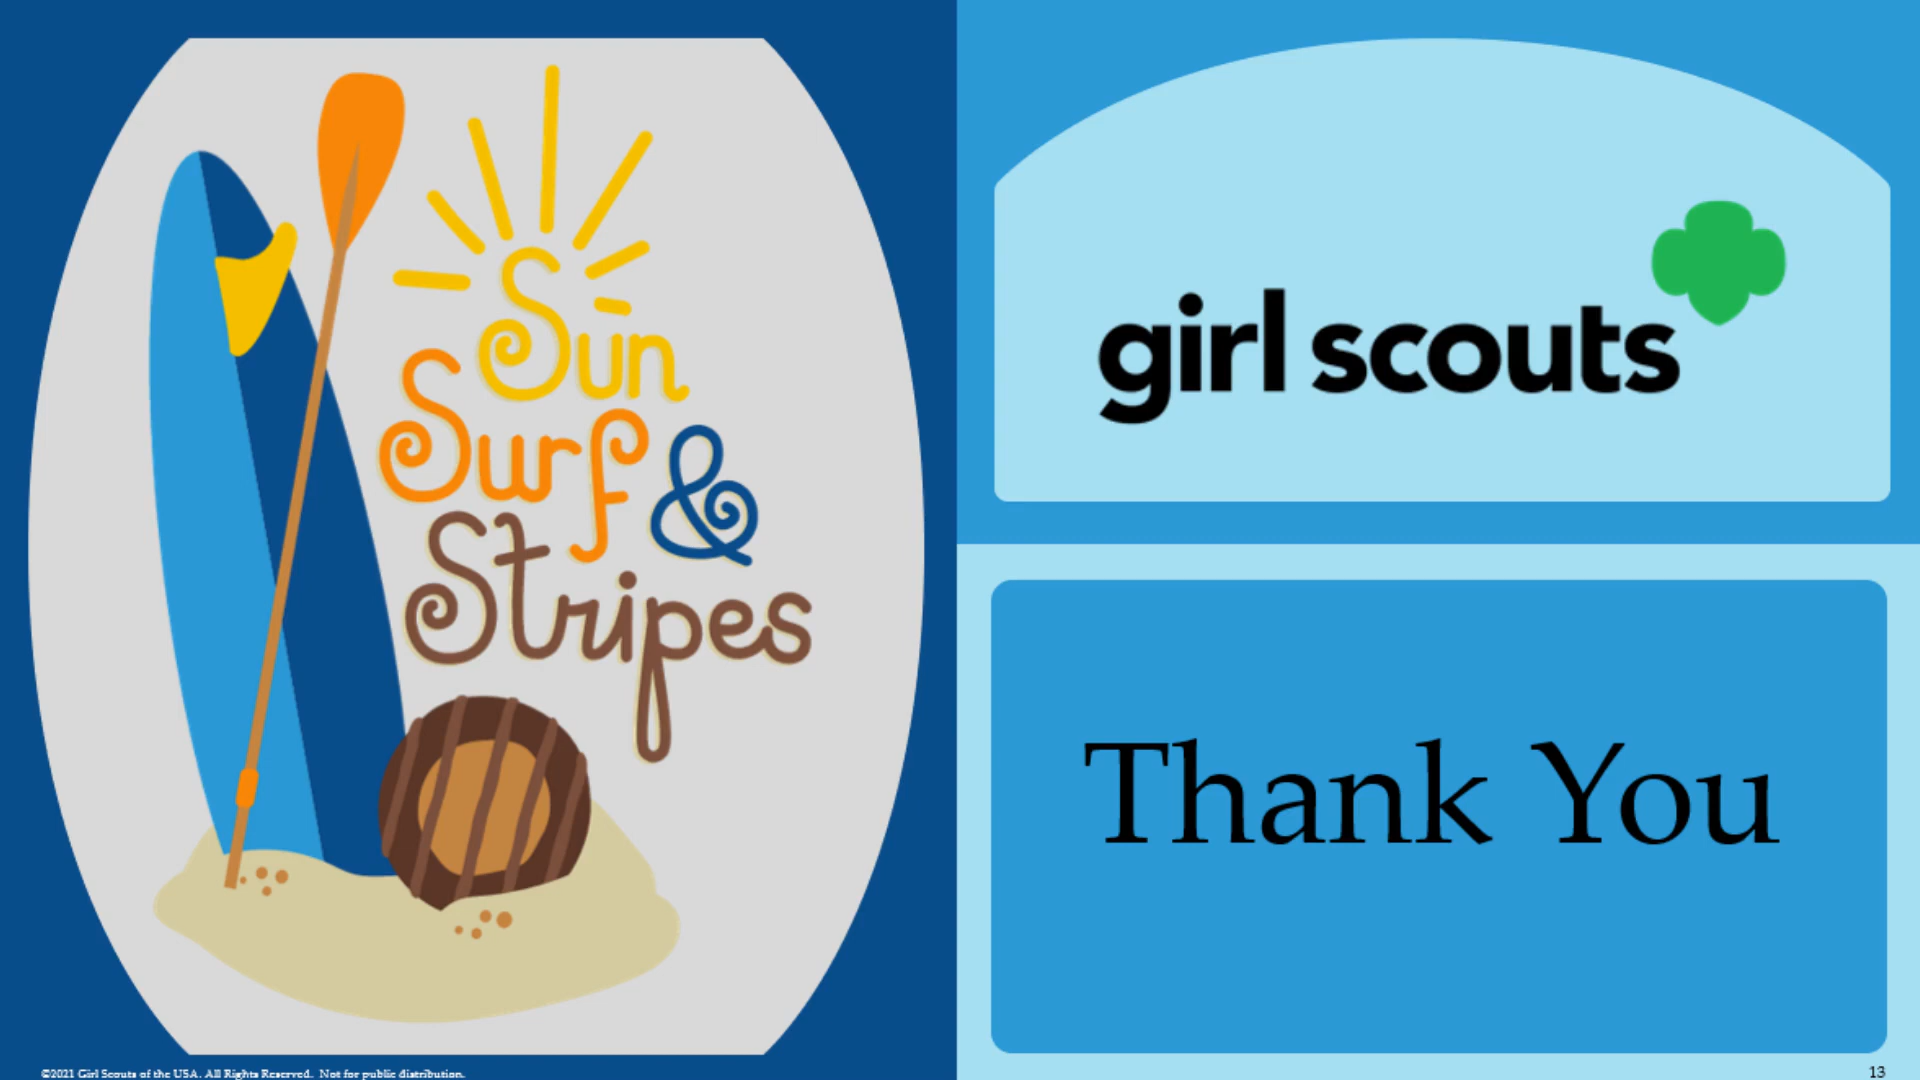 Sun
Surf &
Stripes
girl scouts
Thank You
©2021 Girl Scouts of the USA. All Rights Reserved. Not for public distribution.
13